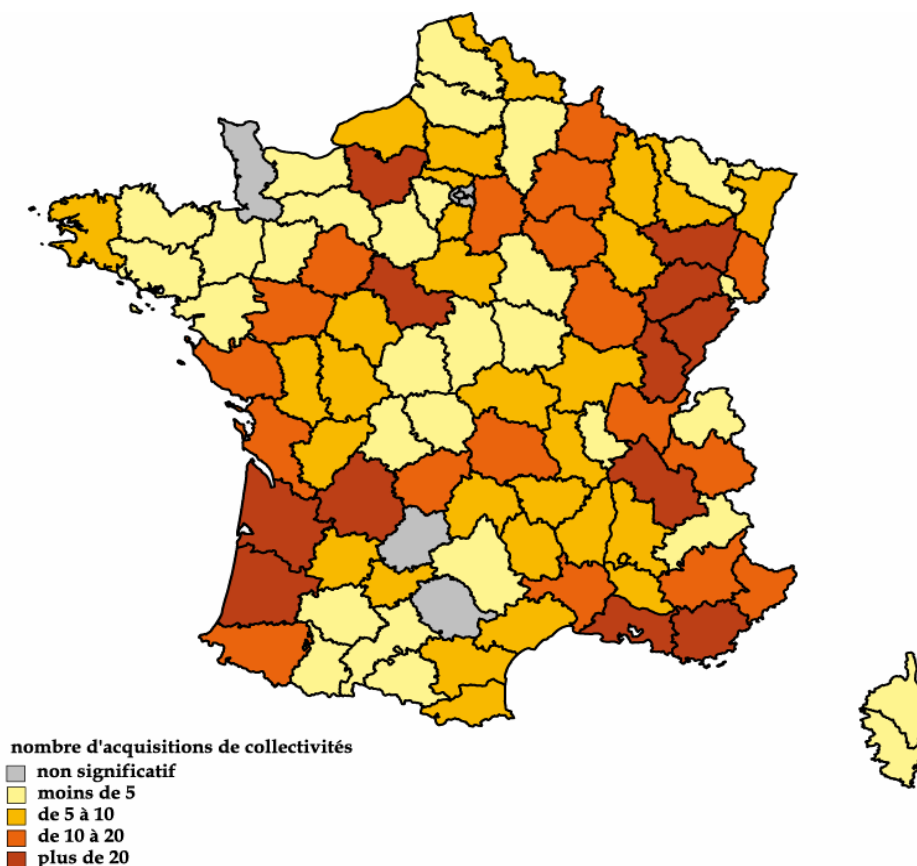 nombre d'acquisitions de collectivités
non significatif
moins de 5
de 5 à 10
de 10 à 20
plus de 20